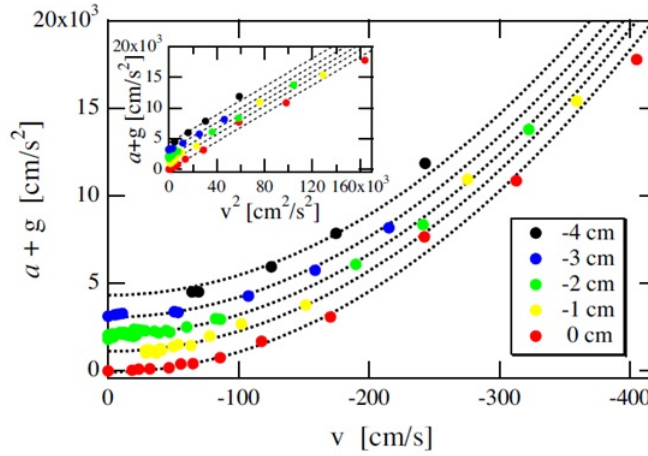 20x10³
15
10
5
0
a + g [cm/s²]
0
-100
-200
-300
-400
v [cm/s]
20x10³
15
10
5
0
a+g [cm/s²]
0 40 80 120 160x10³
v² [cm²/s²]
-4 cm
-3 cm
-2 cm
-1 cm
0 cm